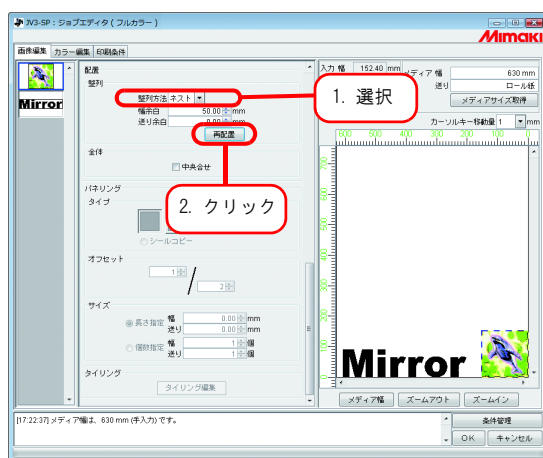 JV3-SP : ジョブエディタ ( フルカラー )
Mimaki
画像編集 カラー編集 印刷条件
Mirror
配置
整列
整列方法 ネスト
幅余白 50.00 mm
送り余白 0.00 mm
再配置
全体
中央合せ
パネリング
タイプ
シールコピー
オフセット
1 / 2
サイズ
長さ指定 幅 0.00 mm
送り 0.00 mm
個数指定 幅 1 個
送り 1 個
タイリング
タイリング編集
1. 選択
2. クリック
入力 幅 152.40 mm
メディア 幅 630 mm
送り ロール紙
メディアサイズ取得
カーソルキー移動量 1 mm
600 500 400 300 200 100 0
0
100
200
300
400
500
Mirror
メディア幅 ズームアウト ズームイン
[17:22:37] メディア幅は、630 mm (手入力) です。
条件管理
OK キャンセル